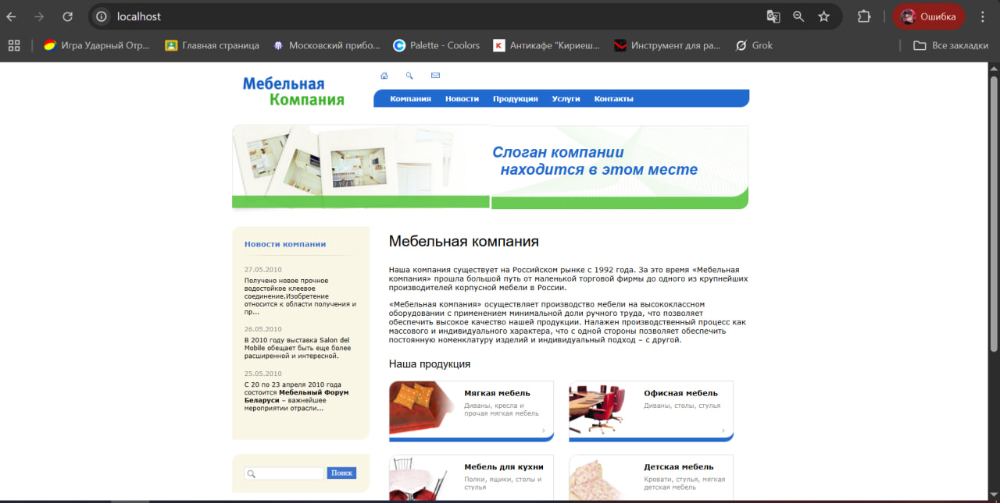 localhost
Ошибка
Игра Ударный Отр...
Главная страница
Московский прибо...
Palette - Coolors
Антикафе "Кириеш...
Инструмент для ра...
Grok
Все закладки
Мебельная
Компания
Компания
Новости
Продукция
Услуги
Контакты
Слоган компании
находится в этом месте
Новости компании
27.05.2010
Получено новое прочное
водостойкое клеевое
соединение.Изобретение
относится к области получения и
пр...
26.05.2010
В 2010 году выставка Salon del
Mobile обещает быть еще более
расширенной и интересной.
25.05.2010
С 20 по 23 апреля 2010 года
состоится Мебельный Форум
Беларуси – важнейшее
мероприятии отрасли...
Поиск
Мебельная компания
Наша компания существует на Российском рынке с 1992 года. За это время «Мебельная
компания» прошла большой путь от маленькой торговой фирмы до одного из крупнейших
производителей корпусной мебели в России.
«Мебельная компания» осуществляет производство мебели на высококлассном
оборудовании с применением минимальной доли ручного труда, что позволяет
обеспечить высокое качество нашей продукции. Налажен производственный процесс как
массового и индивидуального характера, что с одной стороны позволяет обеспечить
постоянную номенклатуру изделий и индивидуальный подход – с другой.
Наша продукция
Мягкая мебель
Диваны, кресла и
прочая мягкая мебель
Офисная мебель
Диваны, столы, стулья
Мебель для кухни
Полки, ящики, столы и
стулья
Детская мебель
Кровати, стулья, мягкая
детская мебель